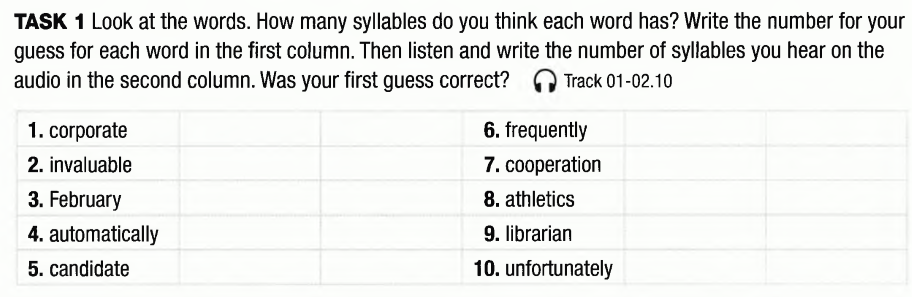 TASK 1 Look at the words. How many syllables do you think each word has? Write the number for your
guess for each word in the first column. Then listen and write the number of syllables you hear on the
audio in the second column. Was your first guess correct? Track 01-02.10
1. corporate
2. invaluable
3. February
4. automatically
5. candidate
6. frequently
7. cooperation
8. athletics
9. librarian
10. unfortunately